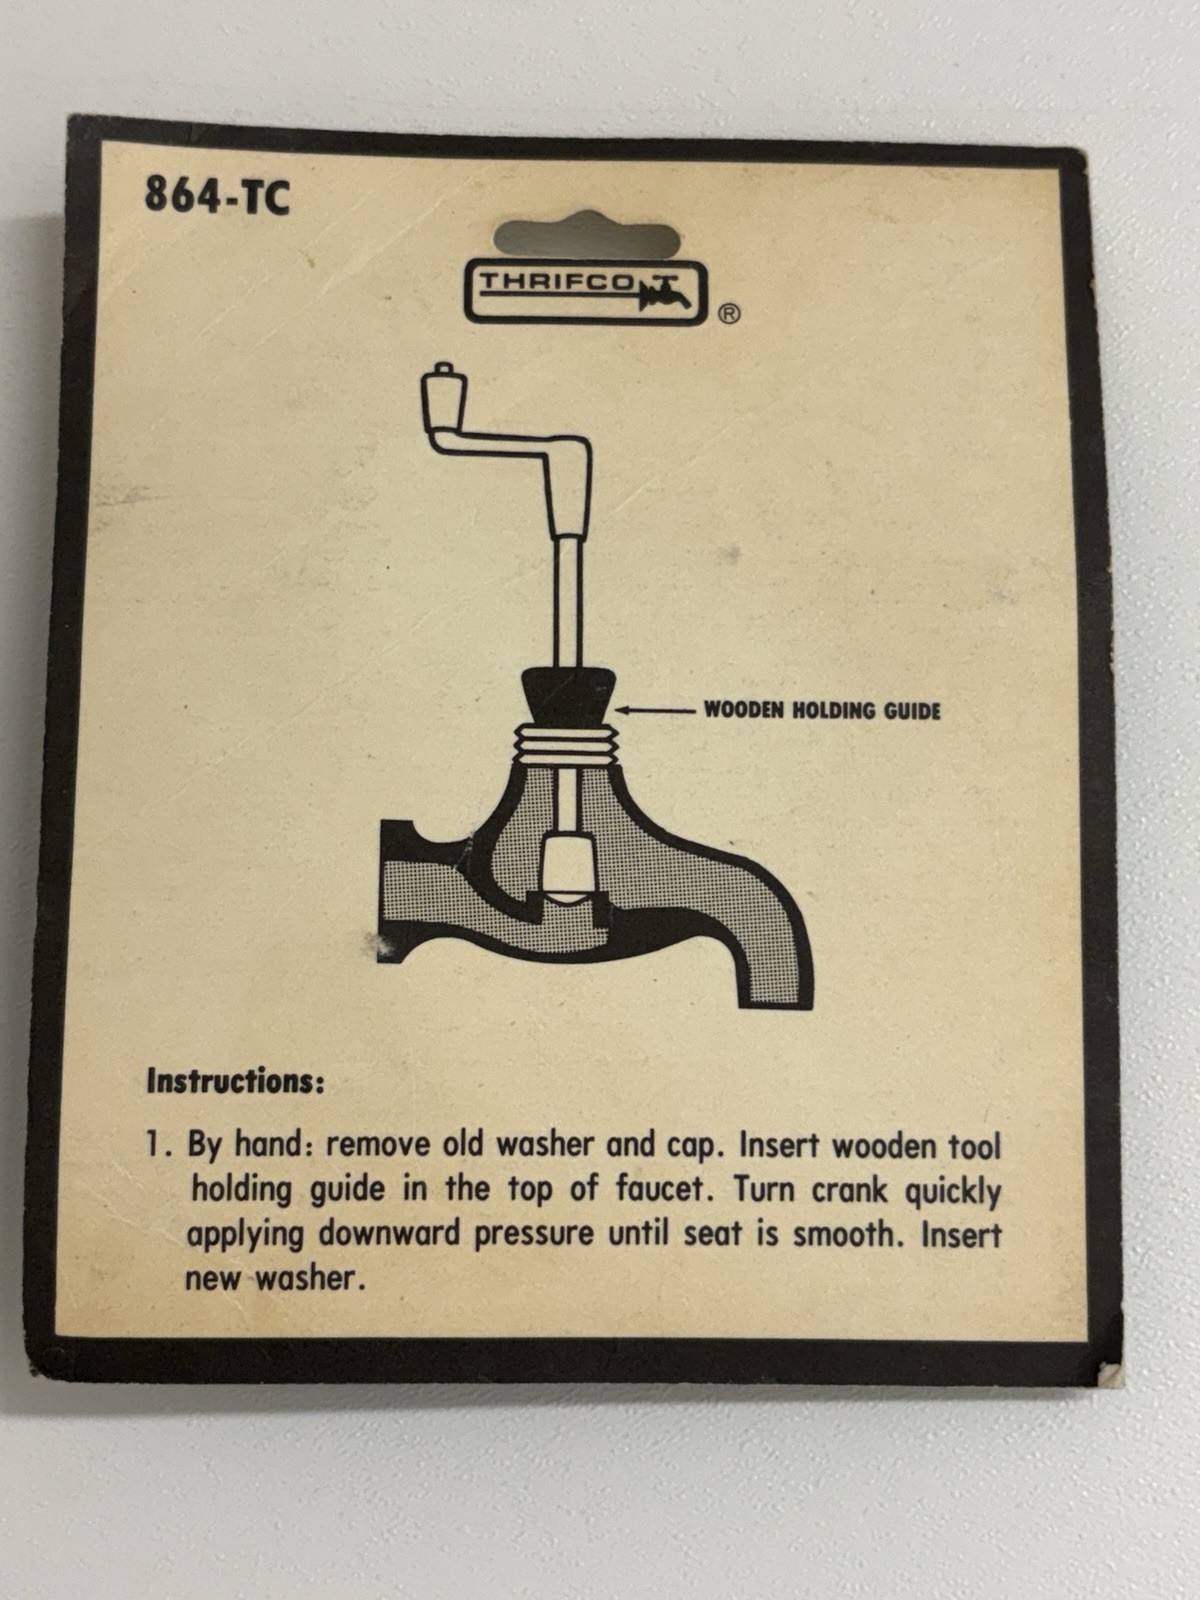 864-TC
THRIFCO
®
WOODEN HOLDING GUIDE
Instructions:
1. By hand: remove old washer and cap. Insert wooden tool
holding guide in the top of faucet. Turn crank quickly
applying downward pressure until seat is smooth. Insert
new washer.